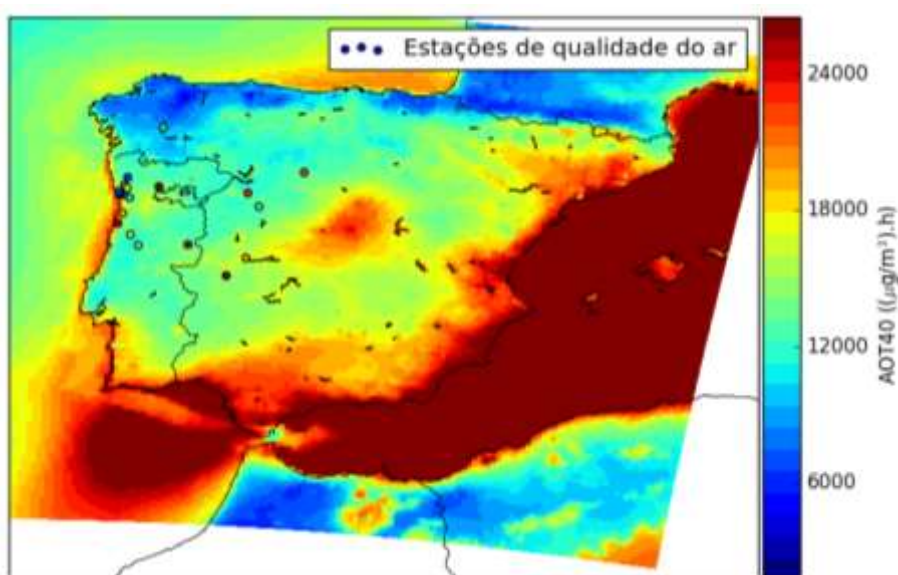 Estações de qualidade do ar
24000
18000
12000
6000
AOT40 ((μg/m³).h)